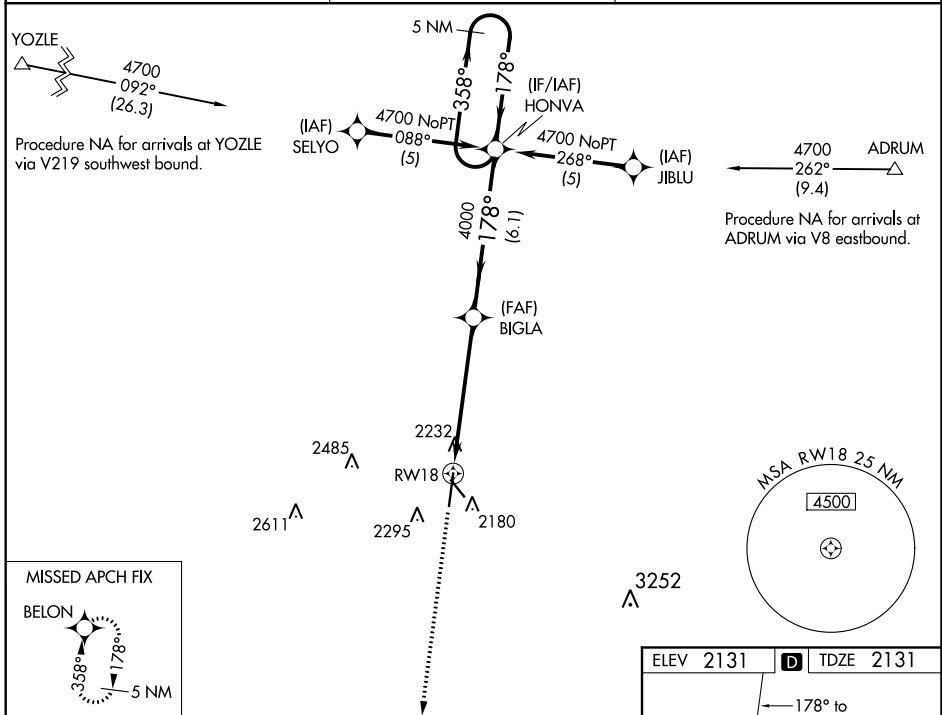 YOZLE
4700
092°
(26.3)
Procedure NA for arrivals at YOZLE
via V219 southwest bound.
5 NM
358°
178°
(IF/IAF)
HONVA
(IAF)
SELYO
4700 NoPT
088°
(5)
4700 NoPT
268°
(5)
(IAF)
JIBLU
4700
262°
(9.4)
ADRUM
Procedure NA for arrivals at
ADRUM via V8 eastbound.
4000
178°
(6.1)
(FAF)
BIGLA
2232
2485
RW18
2611
2295
2180
MSA RW18 25 NM
4500
3252
MISSED APCH FIX
BELON
358°
178°
5 NM
ELEV 2131 D TDZE 2131
178° to